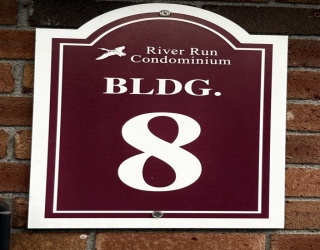 River Run
Condominium
BLDG.
8